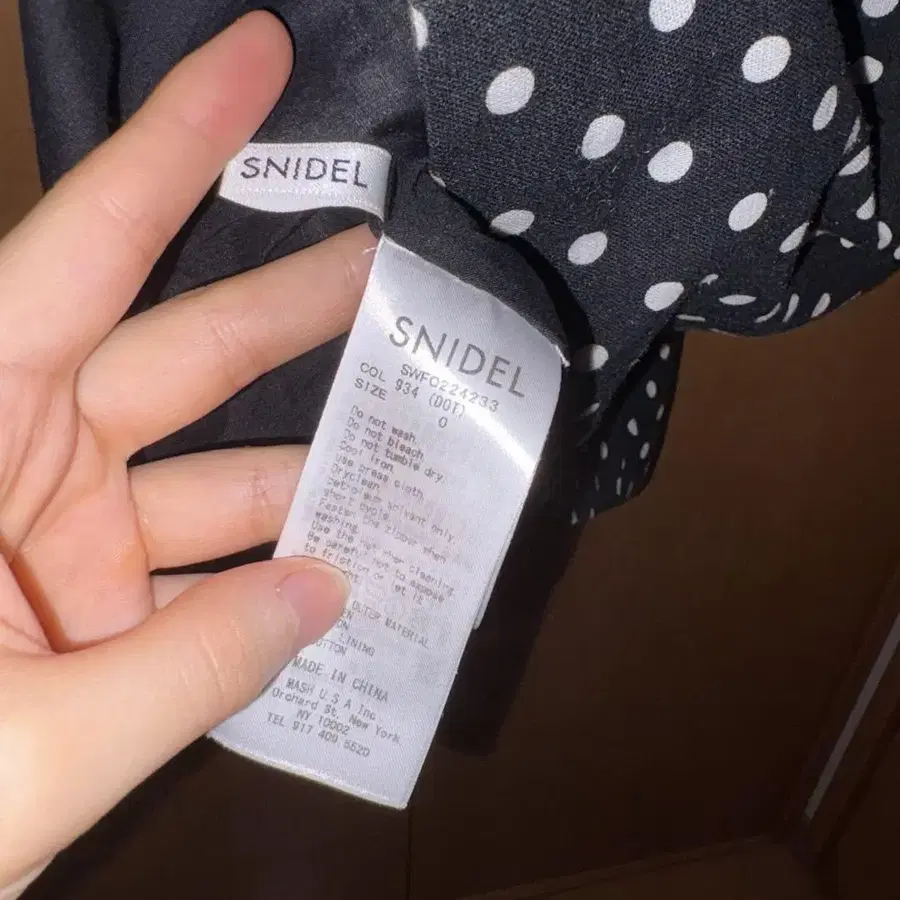 SNIDEL
SNIDEL
SWFO224233
COL 934 (DOT)
SIZE 0
Do not wash
Do not bleach
Do not tumble dry
Cool iron
Use press cloth
Dryclean
petroleum solvent only
short cycle
Fasten the zipper when
washing.
Use the net when cleaning
Be careful not to expose
to friction or let it
OUTER MATERIAL
LINING
COTTON
MADE IN CHINA
MASH U.S.A Inc
Orchard St. New York
NY 10002
TEL 917 409 5520